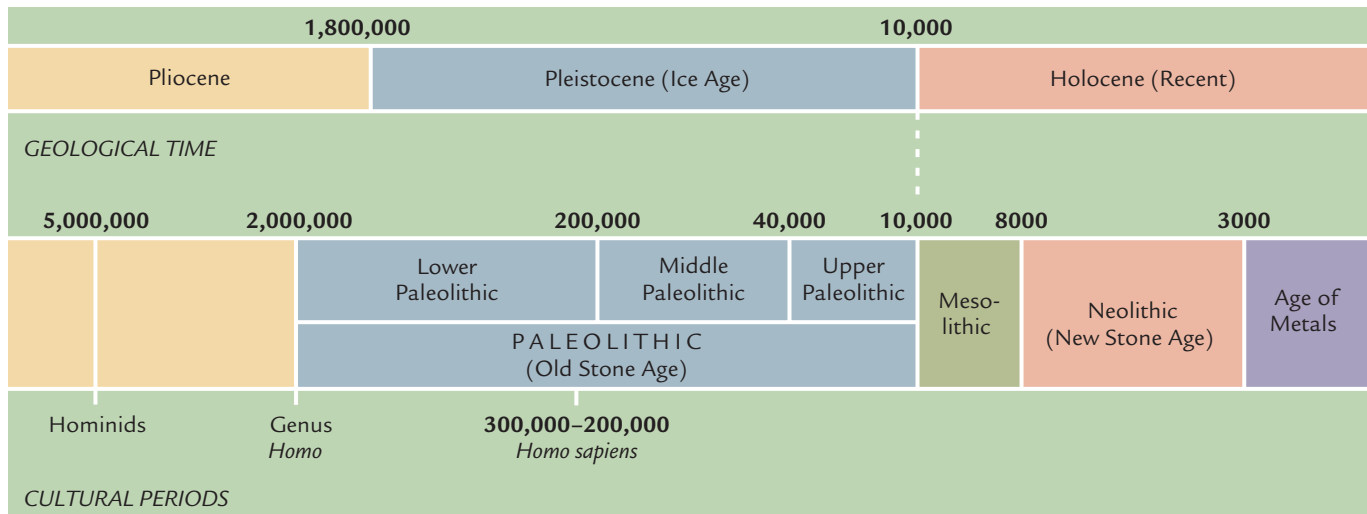 1,800,000 10,000
Pliocene Pleistocene (Ice Age) Holocene (Recent)
GEOLOGICAL TIME
5,000,000 2,000,000 200,000 40,000 10,000 8000 3000
Lower
Paleolithic
Middle
Paleolithic
Upper
Paleolithic
PALEOLITHIC
(Old Stone Age)
Meso-
lithic
Neolithic
(New Stone Age)
Age of
Metals
Hominids
Genus
Homo
300,000–200,000
Homo sapiens
CULTURAL PERIODS